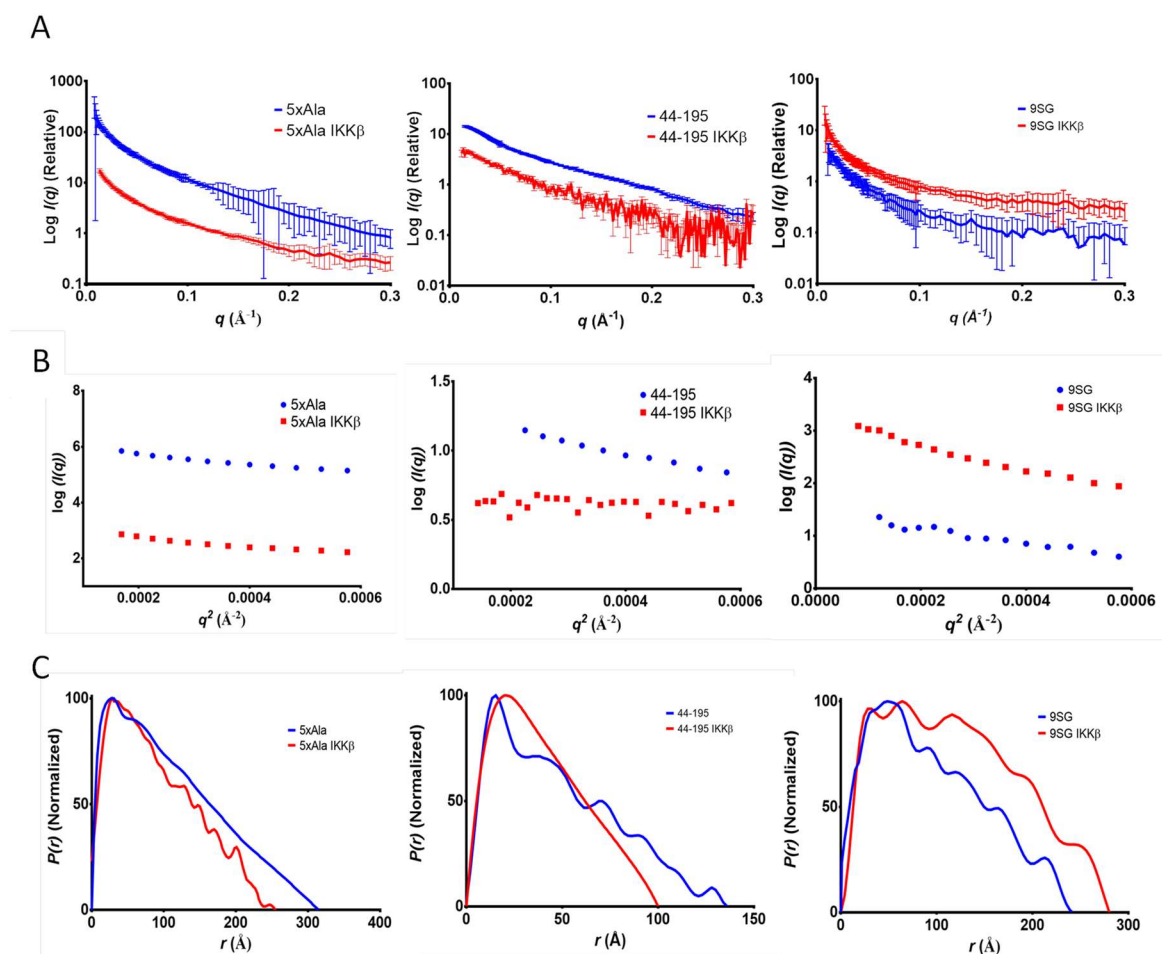 A
1000
100
10
1
0.1
0.0
0.1
0.2
0.3
Log I(q) (Relative)
q (Å-1)
5xAla
5xAla IKKβ
100
10
1
0.1
0.01
0.0
0.1
0.2
0.3
Log I(q) (Relative)
q (Å-1)
44-195
44-195 IKKβ
100
10
1
0.1
0.01
0.0
0.1
0.2
0.3
Log I(q) (Relative)
q (Å-1)
9SG
9SG IKKβ
B
8
6
4
2
0.0002
0.0004
0.0006
log (I(q))
q2 (Å-2)
5xAla
5xAla IKKβ
1.5
1.0
0.5
0.0
0.0002
0.0004
0.0006
log (I(q))
q2 (Å-2)
44-195
44-195 IKKβ
4
3
2
1
0
0.0000
0.0002
0.0004
0.0006
log (I(q))
q2 (Å-2)
9SG
9SG IKKβ
C
100
50
0
0
100
200
300
400
P(r) (Normalized)
r (Å)
5xAla
5xAla IKKβ
100
50
0
0
50
100
150
P(r) (Normalized)
r (Å)
44-195
44-195 IKKβ
100
50
0
0
100
200
300
P(r) (Normalized)
r (Å)
9SG
9SG IKKβ